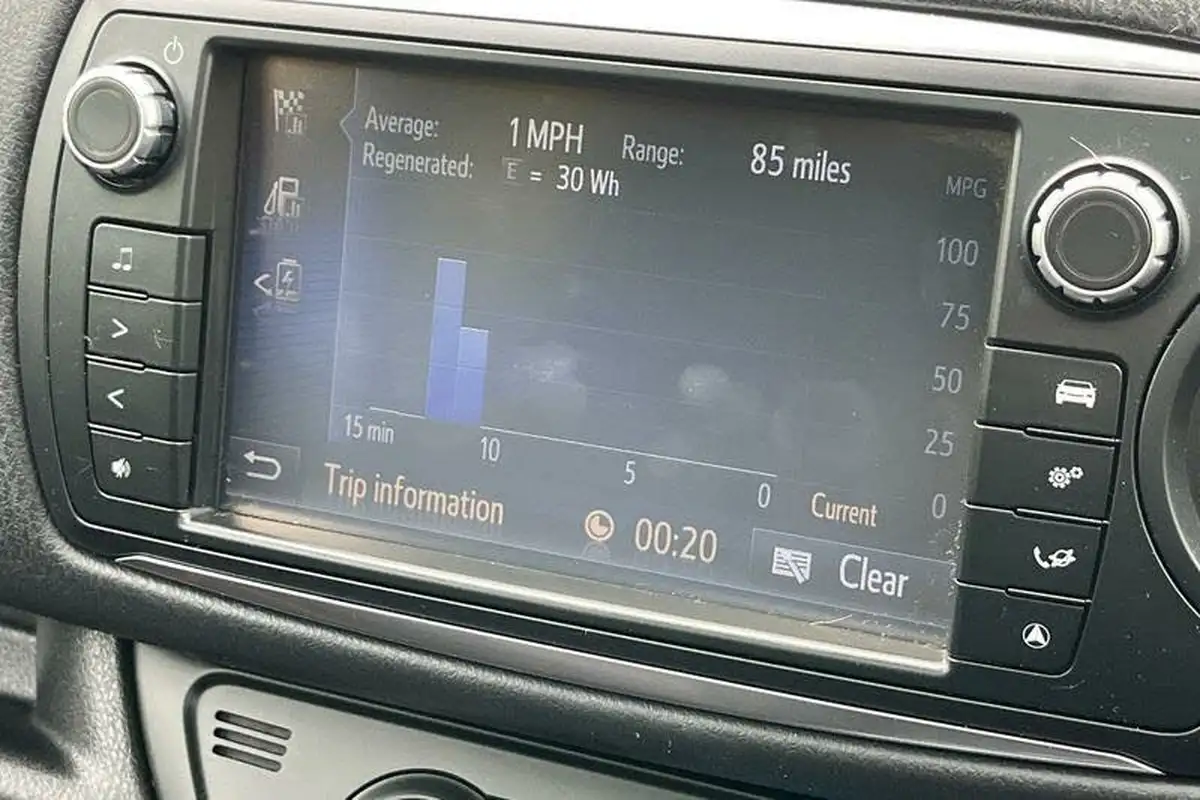 Average: 1 MPH Range: 85 miles
Regenerated: E = 30 Wh
MPG
100
75
50
25
0
15 min 10 5 0 Current
Trip information 00:20 Clear